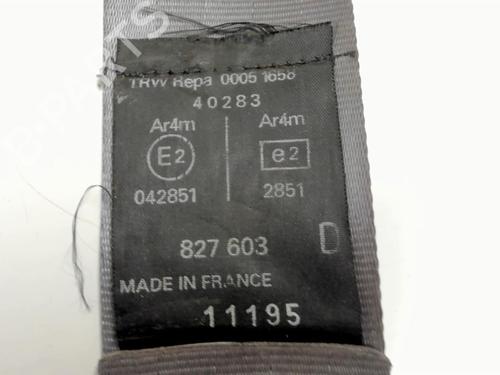 TRW Repa 0005 1658
40283
Ar4m Ar4m
E2 e2
042851 2851
827 603 D
MADE IN FRANCE
11195